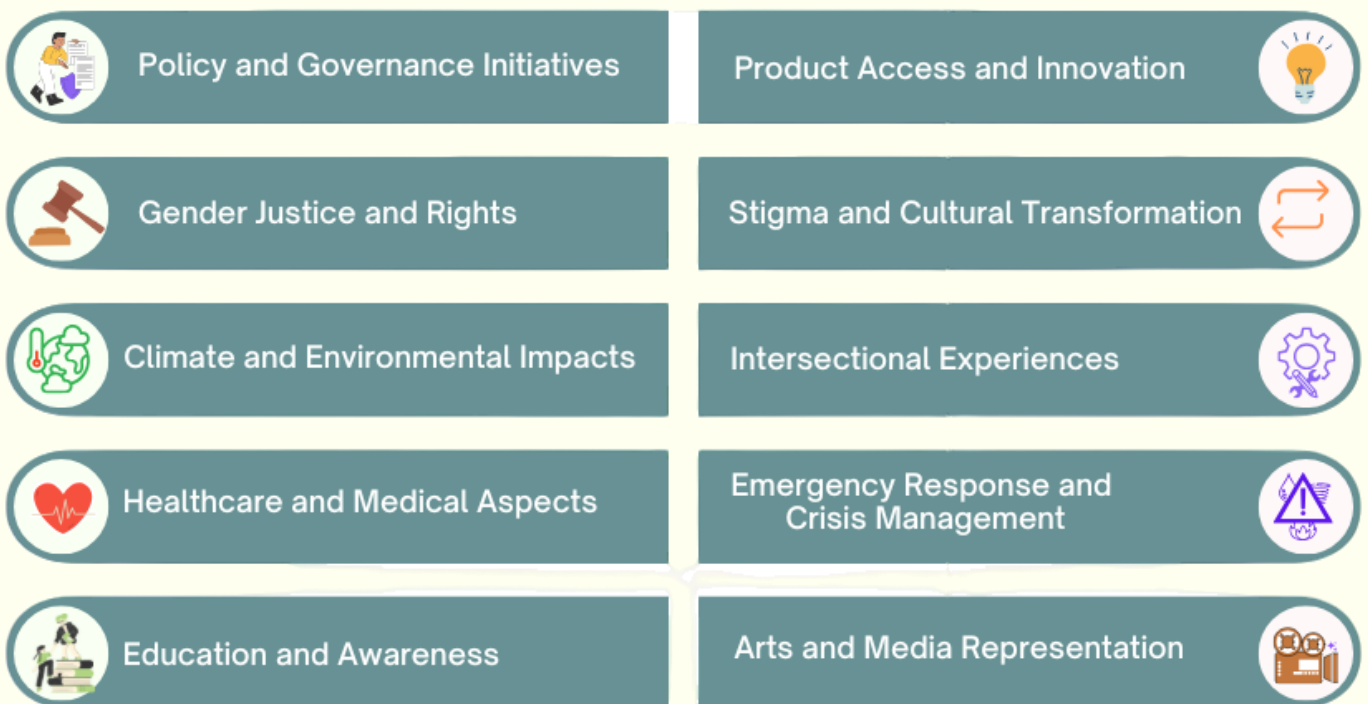 Policy and Governance Initiatives
Product Access and Innovation
Gender Justice and Rights
Stigma and Cultural Transformation
Climate and Environmental Impacts
Intersectional Experiences
Healthcare and Medical Aspects
Emergency Response and
Crisis Management
Education and Awareness
Arts and Media Representation